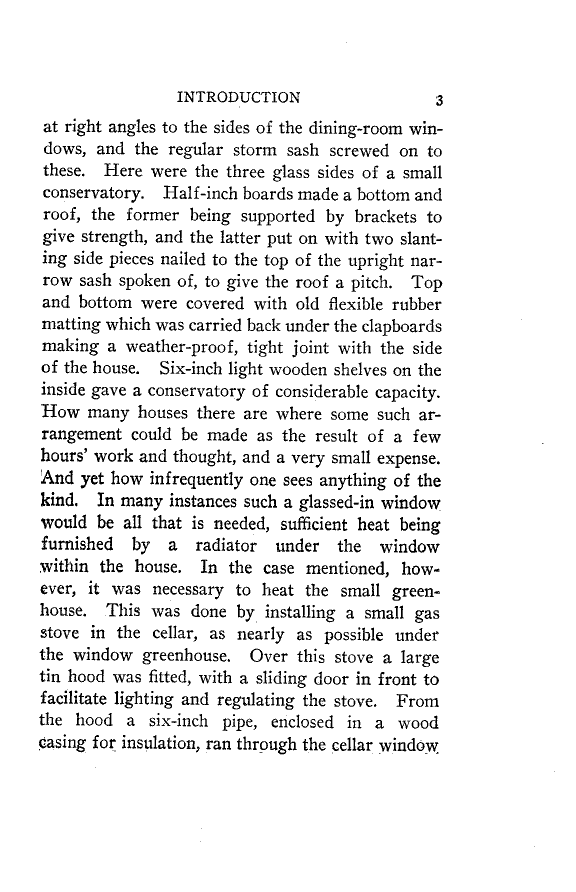 INTRODUCTION 3
at right angles to the sides of the dining-room win-
dows, and the regular storm sash screwed on to
these. Here were the three glass sides of a small
conservatory. Half-inch boards made a bottom and
roof, the former being supported by brackets to
give strength, and the latter put on with two slant-
ing side pieces nailed to the top of the upright nar-
row sash spoken of, to give the roof a pitch. Top
and bottom were covered with old flexible rubber
matting which was carried back under the clapboards
making a weather-proof, tight joint with the side
of the house. Six-inch light wooden shelves on the
inside gave a conservatory of considerable capacity.
How many houses there are where some such ar-
rangement could be made as the result of a few
hours' work and thought, and a very small expense.
And yet how infrequently one sees anything of the
kind. In many instances such a glassed-in window
would be all that is needed, sufficient heat being
furnished by a radiator under the window
within the house. In the case mentioned, how-
ever, it was necessary to heat the small green-
house. This was done by installing a small gas
stove in the cellar, as nearly as possible under
the window greenhouse. Over this stove a large
tin hood was fitted, with a sliding door in front to
facilitate lighting and regulating the stove. From
the hood a six-inch pipe, enclosed in a wood
casing for insulation, ran through the cellar window